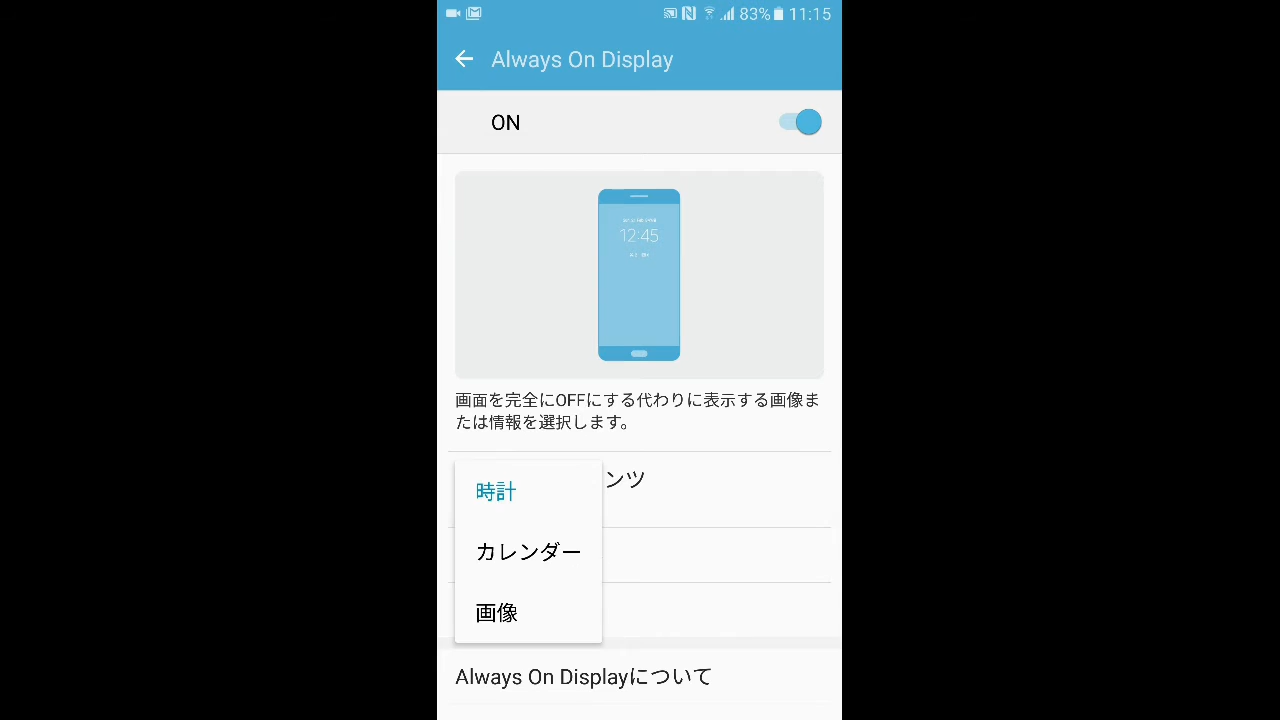 83% 11:15
Always On Display
ON
12:45
画面を完全にOFFにする代わりに表示する画像ま
たは情報を選択します。
ンツ
時計
カレンダー
画像
Always On Displayについて